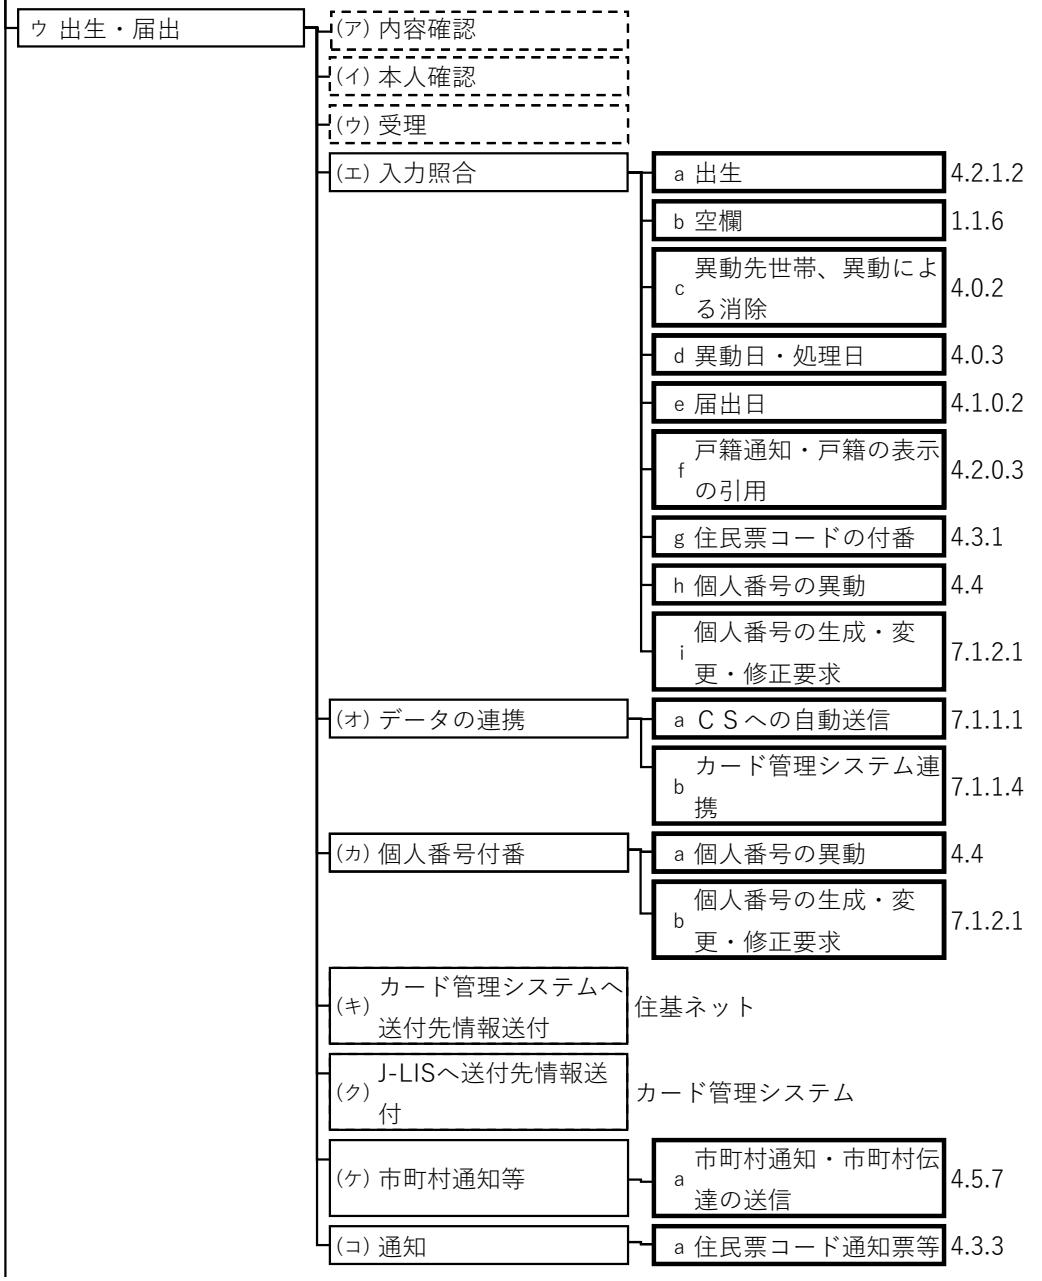 ウ 出生・届出
(ア) 内容確認
(イ) 本人確認
(ウ) 受理
(エ) 入力照合
a 出生 4.2.1.2
b 空欄 1.1.6
c 異動先世帯、異動によ
る消除 4.0.2
d 異動日・処理日 4.0.3
e 届出日 4.1.0.2
f 戸籍通知・戸籍の表示
の引用 4.2.0.3
g 住民票コードの付番 4.3.1
h 個人番号の異動 4.4
i 個人番号の生成・変
更・修正要求 7.1.2.1
(オ) データの連携
a ＣＳへの自動送信 7.1.1.1
b カード管理システム連
携 7.1.1.4
(カ) 個人番号付番
a 個人番号の異動 4.4
b 個人番号の生成・変
更・修正要求 7.1.2.1
(キ) カード管理システムへ
送付先情報送付 住基ネット
(ク) J-LISへ送付先情報送
付 カード管理システム
(ケ) 市町村通知等
a 市町村通知・市町村伝
達の送信 4.5.7
(コ) 通知
a 住民票コード通知票等 4.3.3